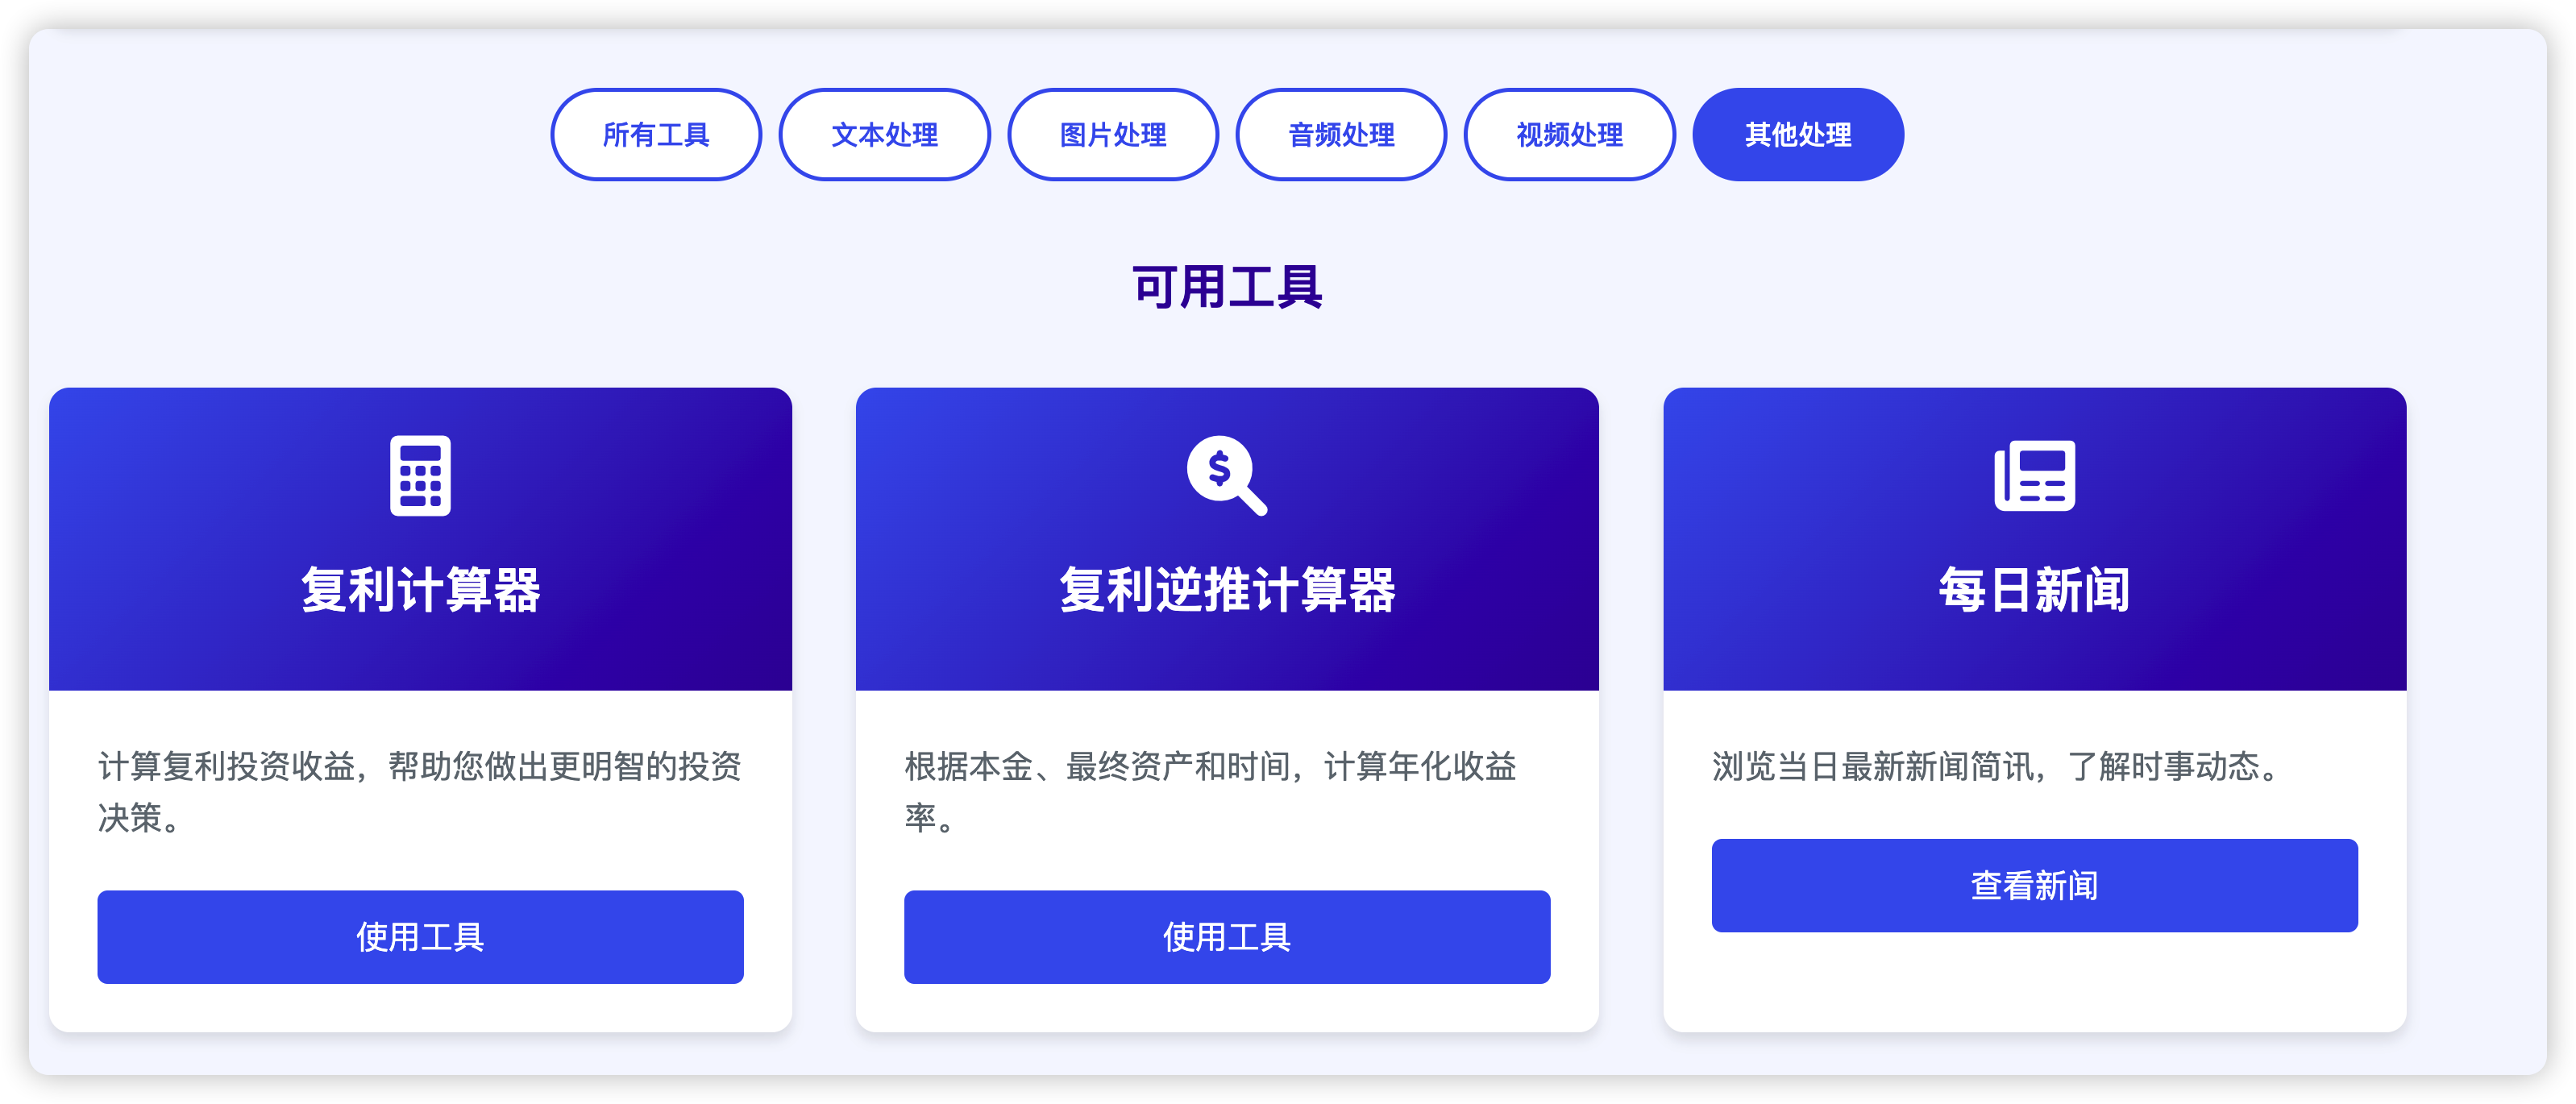 所有工具
文本处理
图片处理
音频处理
视频处理
其他处理
可用工具
复利计算器
计算复利投资收益，帮助您做出更明智的投资
决策。
使用工具
复利逆推计算器
根据本金、最终资产和时间，计算年化收益
率。
使用工具
每日新闻
浏览当日最新新闻简讯，了解时事动态。
查看新闻